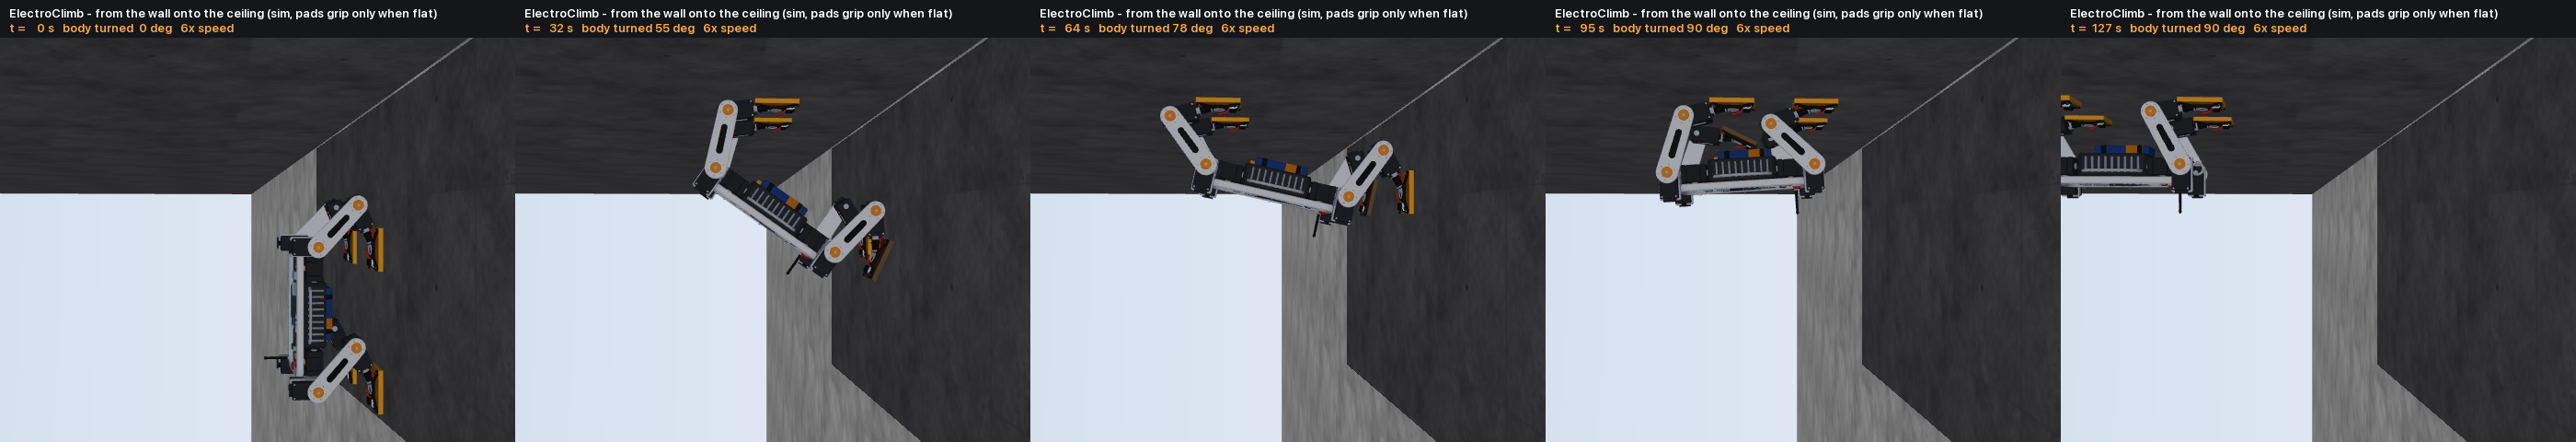 ElectroClimb - from the wall onto the ceiling (sim, pads grip only when flat)
t =   0 s   body turned  0 deg   6x speed
ElectroClimb - from the wall onto the ceiling (sim, pads grip only when flat)
t =  32 s   body turned 55 deg   6x speed
ElectroClimb - from the wall onto the ceiling (sim, pads grip only when flat)
t =  64 s   body turned 78 deg   6x speed
ElectroClimb - from the wall onto the ceiling (sim, pads grip only when flat)
t =  95 s   body turned 90 deg   6x speed
ElectroClimb - from the wall onto the ceiling (sim, pads grip only when flat)
t = 127 s   body turned 90 deg   6x speed